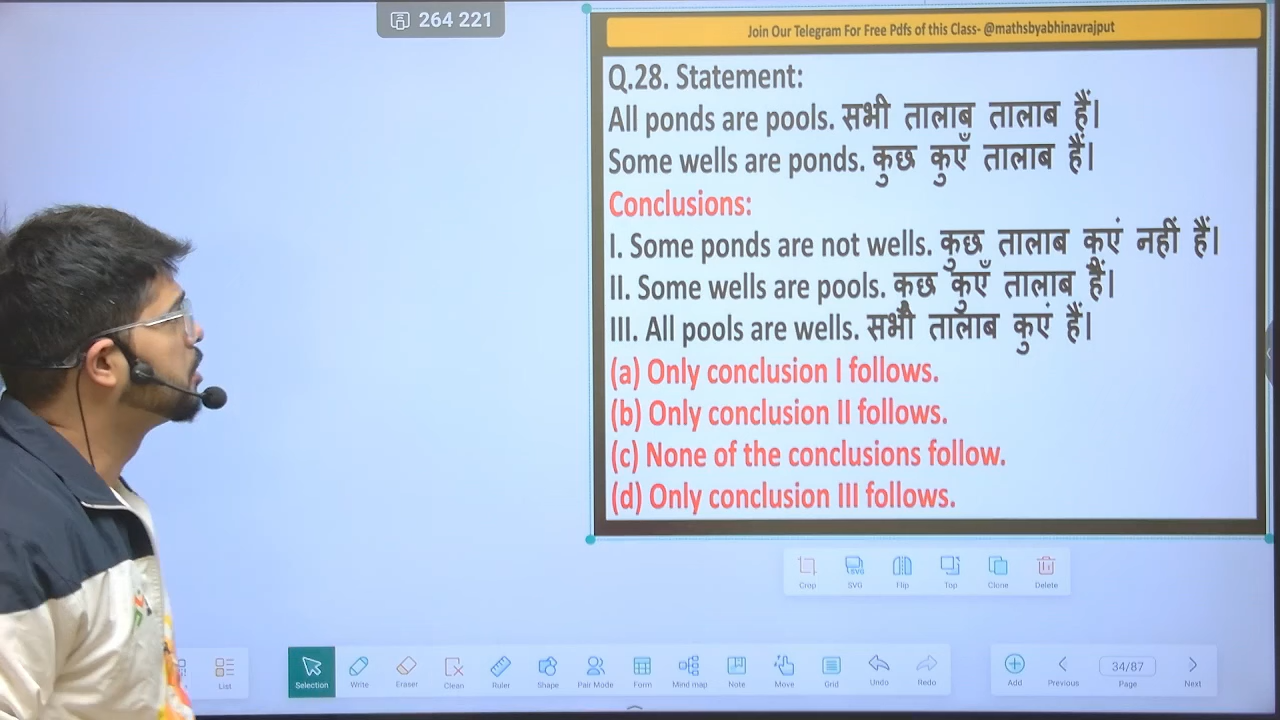 264 221
Join Our Telegram For Free Pdfs of this Class- @mathsbyabhinavrajput
Q.28. Statement:
All ponds are pools. सभी तालाब तालाब हैं।
Some wells are ponds. कुछ कुएँ तालाब हैं।
Conclusions:
I. Some ponds are not wells. कुछ तालाब कुएं नहीं हैं।
II. Some wells are pools. कुछ कुएँ तालाब हैं।
III. All pools are wells. सभी तालाब कुएं हैं।
(a) Only conclusion I follows.
(b) Only conclusion II follows.
(c) None of the conclusions follow.
(d) Only conclusion III follows.
Crop SVG Flip Top Clone Delete
SVG
List Selection Write Eraser Clean Ruler Shape Pair Mode Form Mind map Note Move Grid Undo Redo Add Previous Page Next
34/87